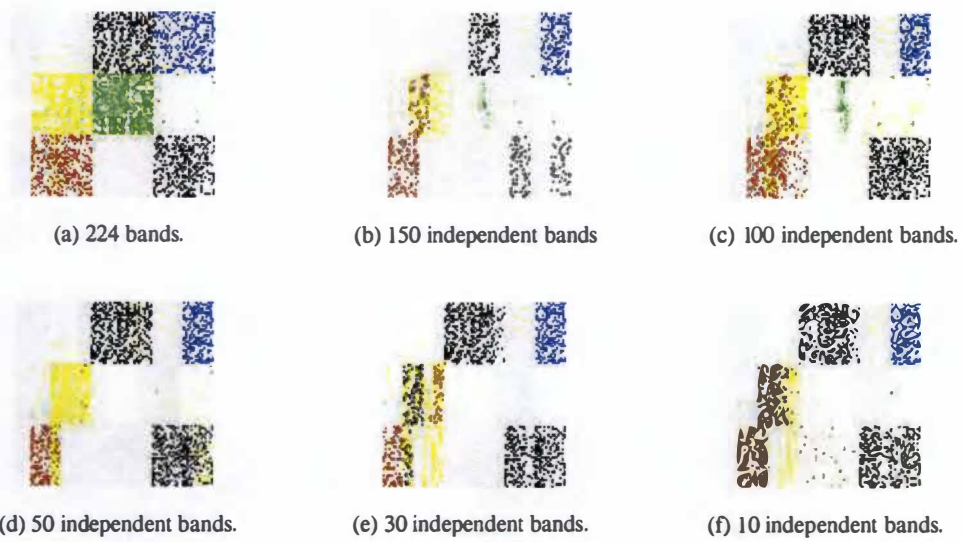 (a) 224 bands.
(b) 150 independent bands
(c) 100 independent bands.
(d) 50 independent bands.
(e) 30 independent bands.
(f) 10 independent bands.